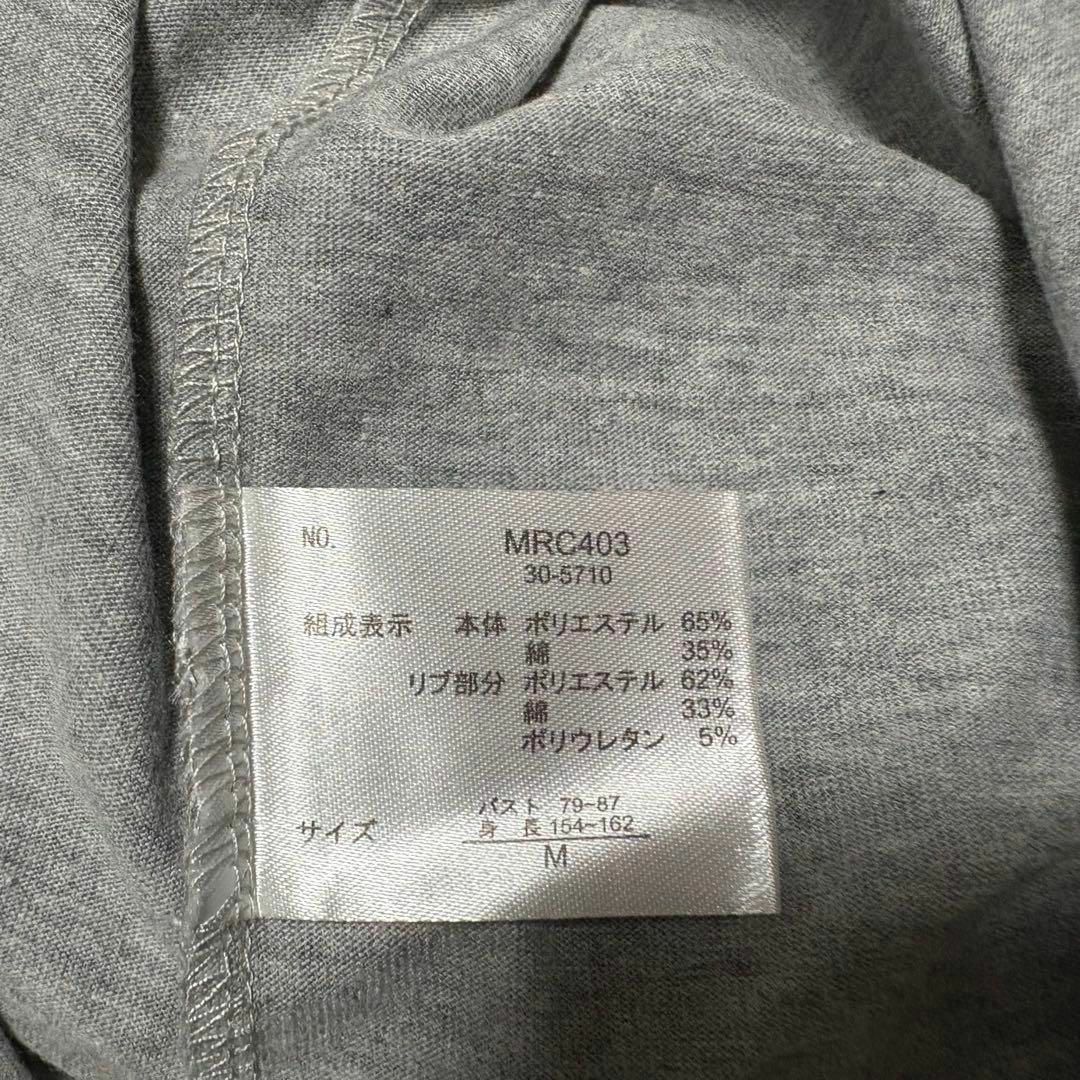 NO. MRC403
30-5710
組成表示 本体 ポリエステル 65%
綿 35%
リブ部分 ポリエステル 62%
綿 33%
ポリウレタン 5%
バスト 79~87
サイズ 身長 154~162
M